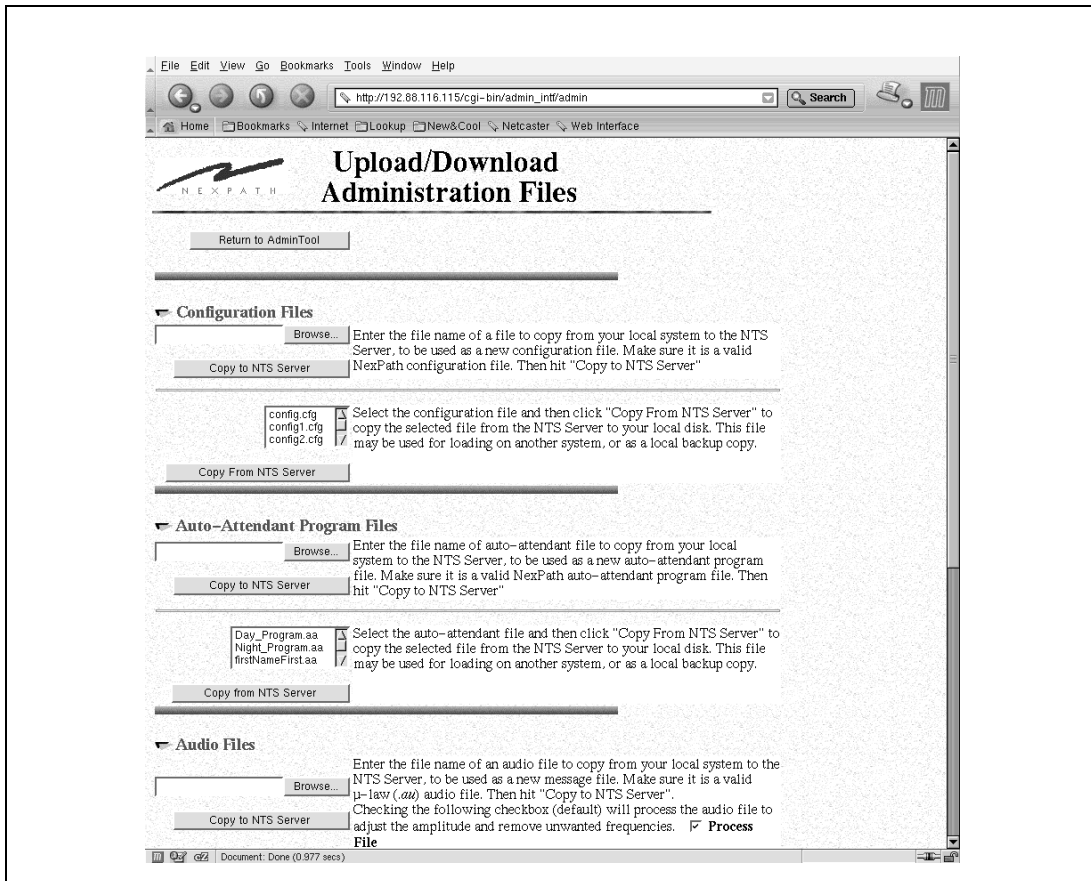 File Edit View Go Bookmarks Tools Window Help
http://192.88.116.115/cgi-bin/admin_intf/admin
Search
Home Bookmarks Internet Lookup New&Cool Netcaster Web Interface
NEXPATH
Upload/Download
Administration Files
Return to AdminTool
Configuration Files
Browse...
Copy to NTS Server
Enter the file name of a file to copy from your local system to the NTS
Server, to be used as a new configuration file. Make sure it is a valid
NexPath configuration file. Then hit "Copy to NTS Server"
config.cfg
config1.cfg
config2.cfg
Select the configuration file and then click "Copy From NTS Server" to
copy the selected file from the NTS Server to your local disk. This file
may be used for loading on another system, or as a local backup copy.
Copy From NTS Server
Auto-Attendant Program Files
Browse...
Copy to NTS Server
Enter the file name of auto-attendant file to copy from your local
system to the NTS Server, to be used as a new auto-attendant program
file. Make sure it is a valid NexPath auto-attendant program file. Then
hit "Copy to NTS Server"
Day_Program.aa
Night_Program.aa
firstNameFirst.aa
Select the auto-attendant file and then click "Copy From NTS Server" to
copy the selected file from the NTS Server to your local disk. This file
may be used for loading on another system, or as a local backup copy.
Copy from NTS Server
Audio Files
Browse...
Copy to NTS Server
Enter the file name of an audio file to copy from your local system to the
NTS Server, to be used as a new message file. Make sure it is a valid
μ-law (.au) audio file. Then hit "Copy to NTS Server".
Checking the following checkbox (default) will process the audio file to
adjust the amplitude and remove unwanted frequencies. Process
File
Document: Done (0.977 secs)